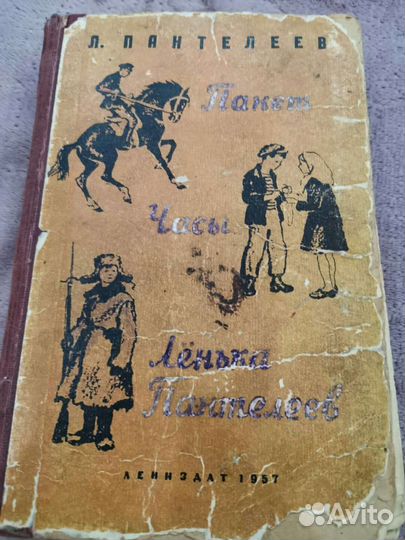 Л. ПАНТЕЛЕЕВ
Пакет
Часы
Лёнька
Пантелеев
ЛЕНИЗДАТ 1957
Avito